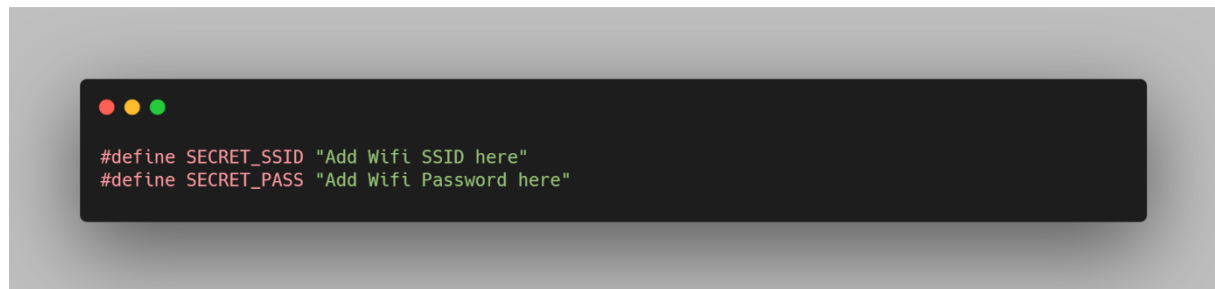 #define SECRET_SSID "Add Wifi SSID here"
#define SECRET_PASS "Add Wifi Password here"